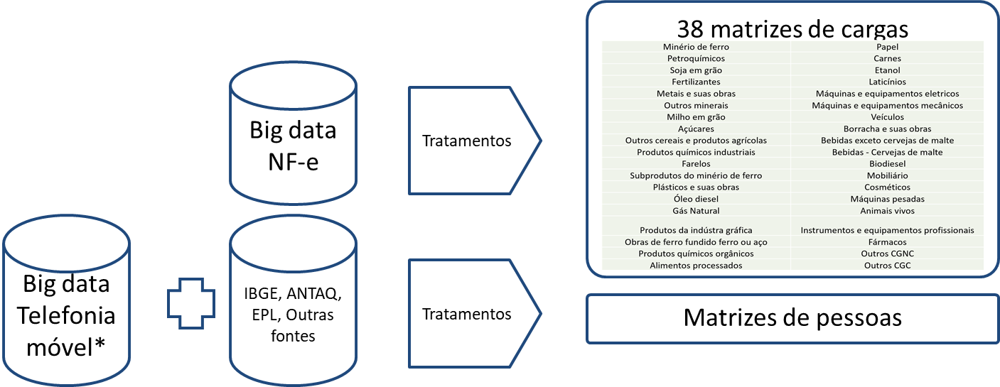 38 matrizes de cargas
Minério de ferro Papel
Petroquímicos Carnes
Soja em grão Etanol
Fertilizantes Laticínios
Metais e suas obras Máquinas e equipamentos eletricos
Outros minerais Máquinas e equipamentos mecânicos
Milho em grão Veículos
Açúcares Borracha e suas obras
Outros cereais e produtos agrícolas Bebidas exceto cervejas de malte
Produtos químicos industriais Bebidas - Cervejas de malte
Farelos Biodiesel
Subprodutos do minério de ferro Mobiliário
Plásticos e suas obras Cosméticos
Óleo diesel Máquinas pesadas
Gás Natural Animais vivos
Produtos da indústra gráfica Instrumentos e equipamentos profissionais
Obras de ferro fundido ferro ou aço Fármacos
Produtos químicos orgânicos Outros CGNC
Alimentos processados Outros CGC
Big data
NF-e
Tratamentos
Big data
Telefonia
móvel*
IBGE, ANTAQ,
EPL, Outras
fontes
Tratamentos
Matrizes de pessoas